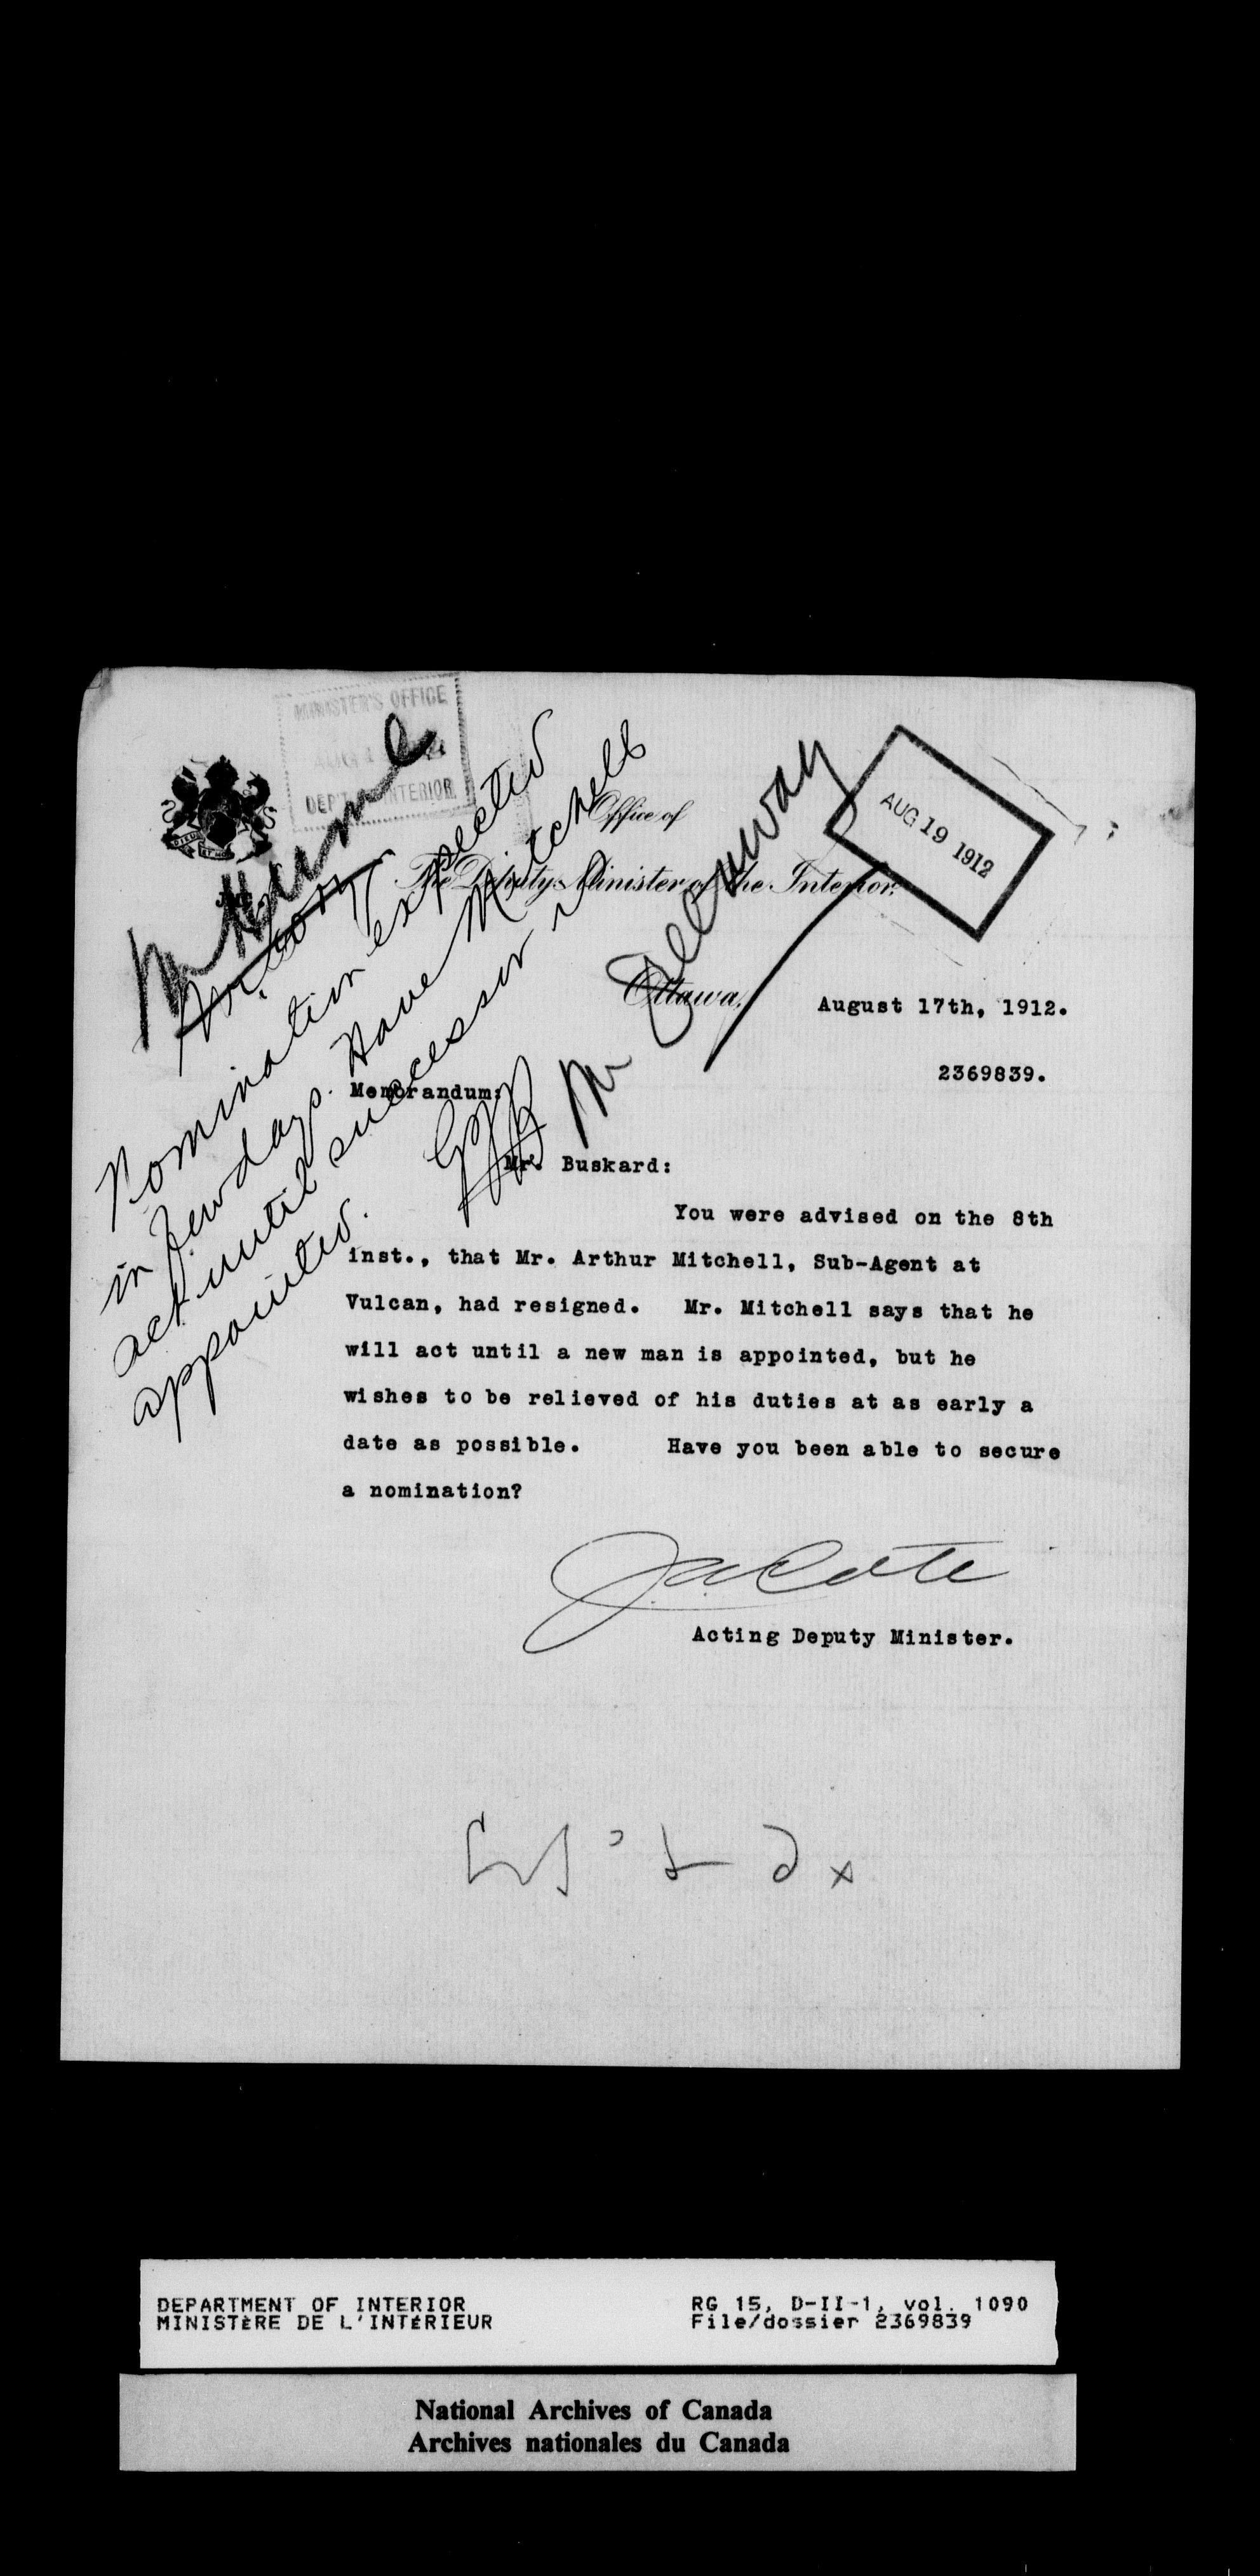 MINISTER'S OFFICE
AUG
DEPT. INTERIOR
Office of
The Deputy Minister of the Interior.
AUG 19 1912
Ottawa,
August 17th, 1912.
2369839.
Nomination expected
in few days. Have Mitchell
act until successor is
appointed.
Memorandum:
Mr. Buskard:
You were advised on the 8th
inst., that Mr. Arthur Mitchell, Sub-Agent at
Vulcan, had resigned. Mr. Mitchell says that he
will act until a new man is appointed, but he
wishes to be relieved of his duties at as early a
date as possible. Have you been able to secure
a nomination?
JaCote
Acting Deputy Minister.
DEPARTMENT OF INTERIOR
MINISTÈRE DE L'INTÉRIEUR
RG 15, D-II-1, vol. 1090
File/dossier 2369839
National Archives of Canada
Archives nationales du Canada